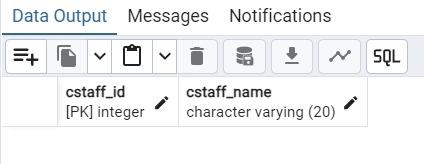 Data Output Messages Notifications
SQL
cstaff_id cstaff_name
[PK] integer character varying (20)